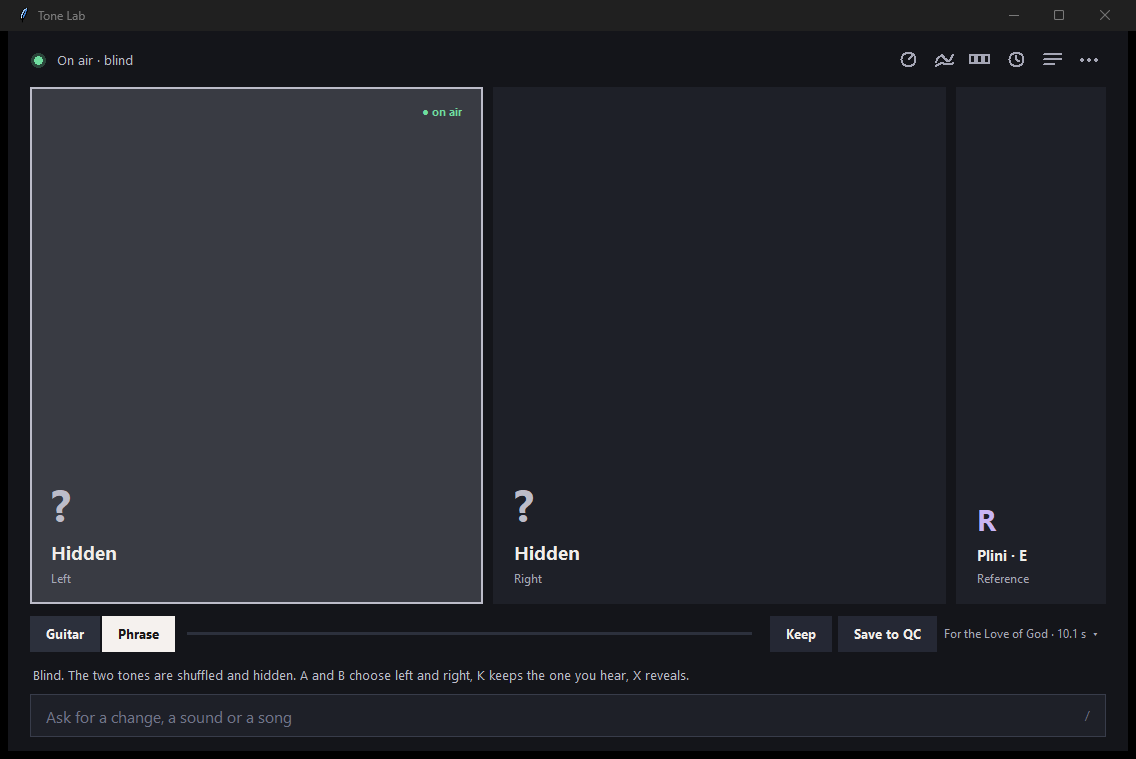 Tone Lab
On air · blind
● on air
?
Hidden
Left
?
Hidden
Right
R
Plini · E
Reference
Guitar
Phrase
Keep
Save to QC
For the Love of God · 10.1 s ▾
Blind. The two tones are shuffled and hidden. A and B choose left and right, K keeps the one you hear, X reveals.
Ask for a change, a sound or a song
/